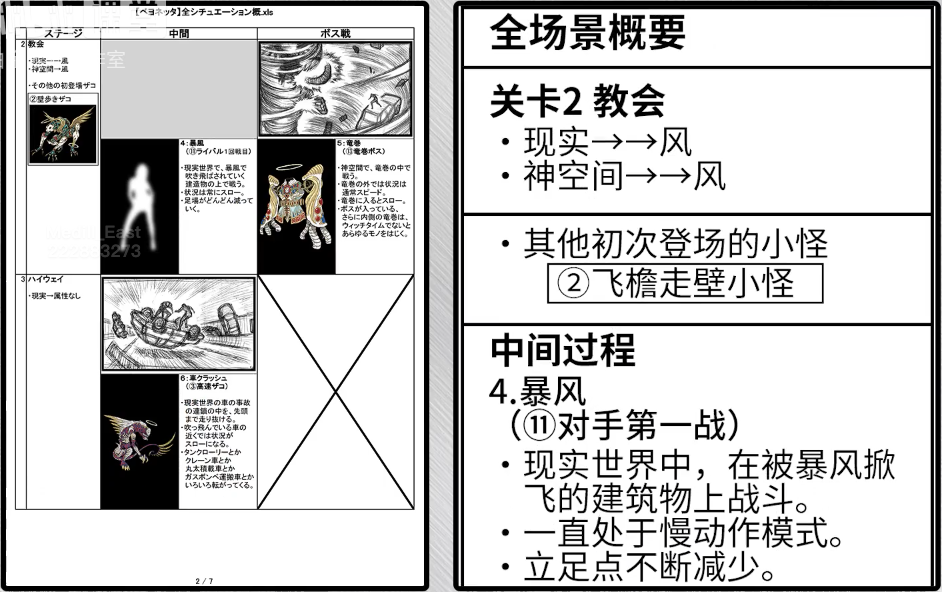 【ベヨネッタ】全シチュエーション概.xls
ステージ
中間
ボス戦
2 教会
・現実→→風
・神空間→風
・その他の初登場ザコ
②壁歩きザコ
4:暴風
(⑪ライバル1回戦目)
・現実世界で、暴風で
吹き飛ばされていく
建造物の上で戦う。
・状況は常にスロー。
・足場がどんどん減って
いく。
5:竜巻
(⑬竜巻ボス)
・神空間で、竜巻の中で
戦う。
・竜巻の外では状況は
通常スピード。
・竜巻に入るとスロー。
・ボスが入っている、
さらに内側の竜巻は、
ウィッチタイムでないと
あらゆるモノをはじく。
3 ハイウェイ
・現実→属性なし
6:車クラッシュ
(③高速ザコ)
・現実世界の車の事故
の連鎖の中を、先頭
まで走り抜ける。
・吹っ飛んでいる車の
近くでは状況が
スローになる。
・タンクローリーとか
クレーン車とか
丸太積載車とか
ガスボンベ運搬車とか
いろいろ転がってくる。
2 / 7
全场景概要
关卡2 教会
・现实→→风
・神空间→→风
・其他初次登场的小怪
②飞檐走壁小怪
中间过程
4.暴风
（⑪对手第一战）
・现实世界中，在被暴风掀
飞的建筑物上战斗。
・一直处于慢动作模式。
・立足点不断减少。